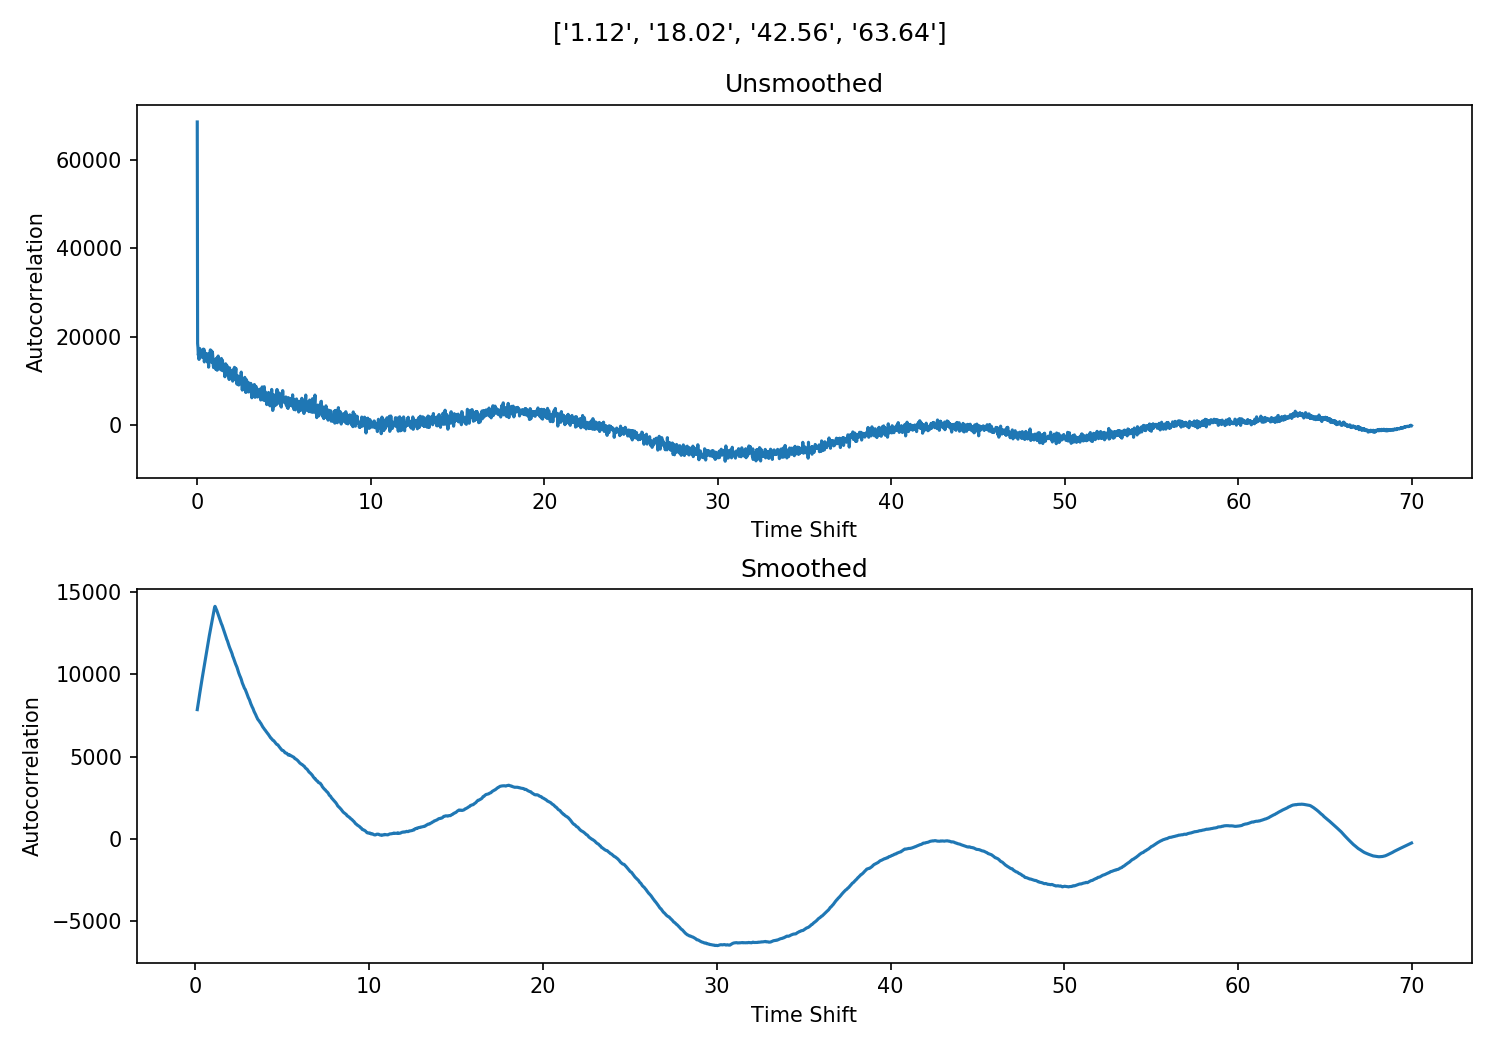 ['1.12', '18.02', '42.56', '63.64']
Unsmoothed
Autocorrelation
60000
40000
20000
0
0 10 20 30 40 50 60 70
Time Shift
Smoothed
Autocorrelation
15000
10000
5000
0
−5000
0 10 20 30 40 50 60 70
Time Shift